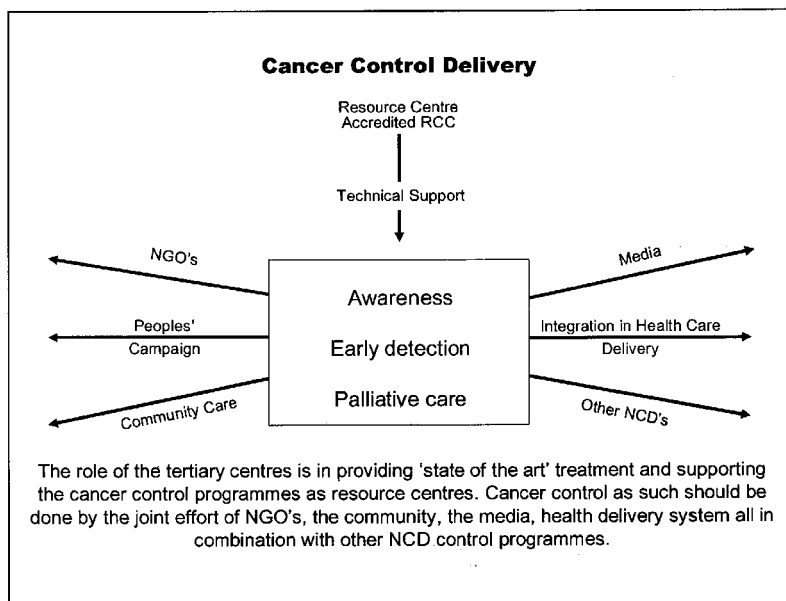 Cancer Control Delivery
Resource Centre
Accredited RCC
Technical Support
NGO's
Media
Awareness
Peoples'
Campaign
Early detection
Integration in Health Care
Delivery
Community Care
Palliative care
Other NCD's
The role of the tertiary centres is in providing 'state of the art' treatment and supporting
the cancer control programmes as resource centres. Cancer control as such should be
done by the joint effort of NGO's, the community, the media, health delivery system all in
combination with other NCD control programmes.